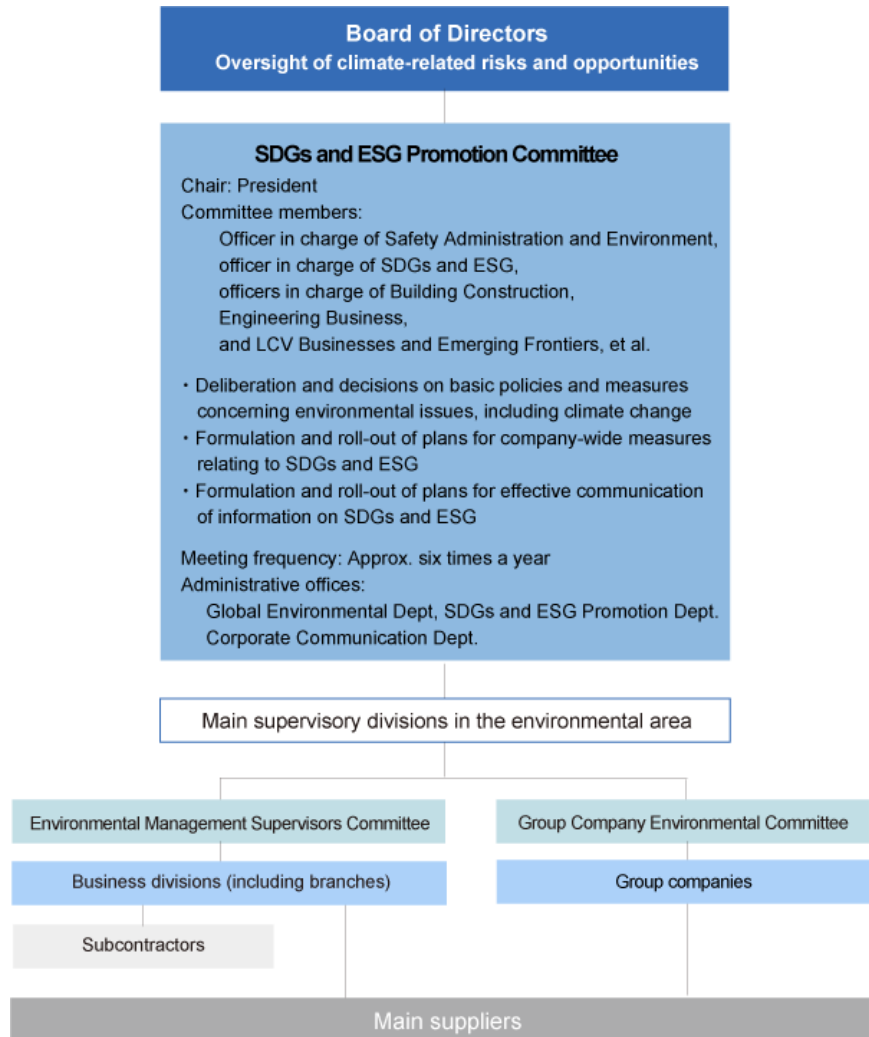 Board of Directors
Oversight of climate-related risks and opportunities
SDGs and ESG Promotion Committee
Chair: President
Committee members:
Officer in charge of Safety Administration and Environment,
officer in charge of SDGs and ESG,
officers in charge of Building Construction,
Engineering Business,
and LCV Businesses and Emerging Frontiers, et al.
・Deliberation and decisions on basic policies and measures
concerning environmental issues, including climate change
・Formulation and roll-out of plans for company-wide measures
relating to SDGs and ESG
・Formulation and roll-out of plans for effective communication
of information on SDGs and ESG
Meeting frequency: Approx. six times a year
Administrative offices:
Global Environmental Dept, SDGs and ESG Promotion Dept.
Corporate Communication Dept.
Main supervisory divisions in the environmental area
Environmental Management Supervisors Committee
Group Company Environmental Committee
Business divisions (including branches)
Group companies
Subcontractors
Main suppliers